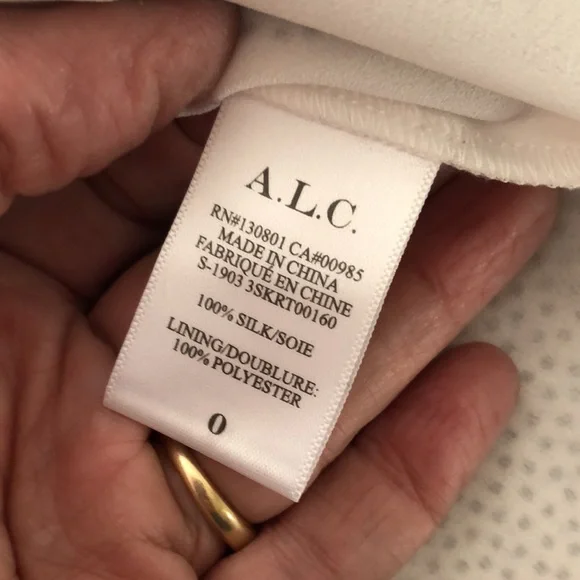 A.L.C.
RN#130801 CA#00985
MADE IN CHINA
FABRIQUÉ EN CHINE
S-1903 3SKRT00160
100% SILK/SOIE
LINING/DOUBLURE:
100% POLYESTER
0